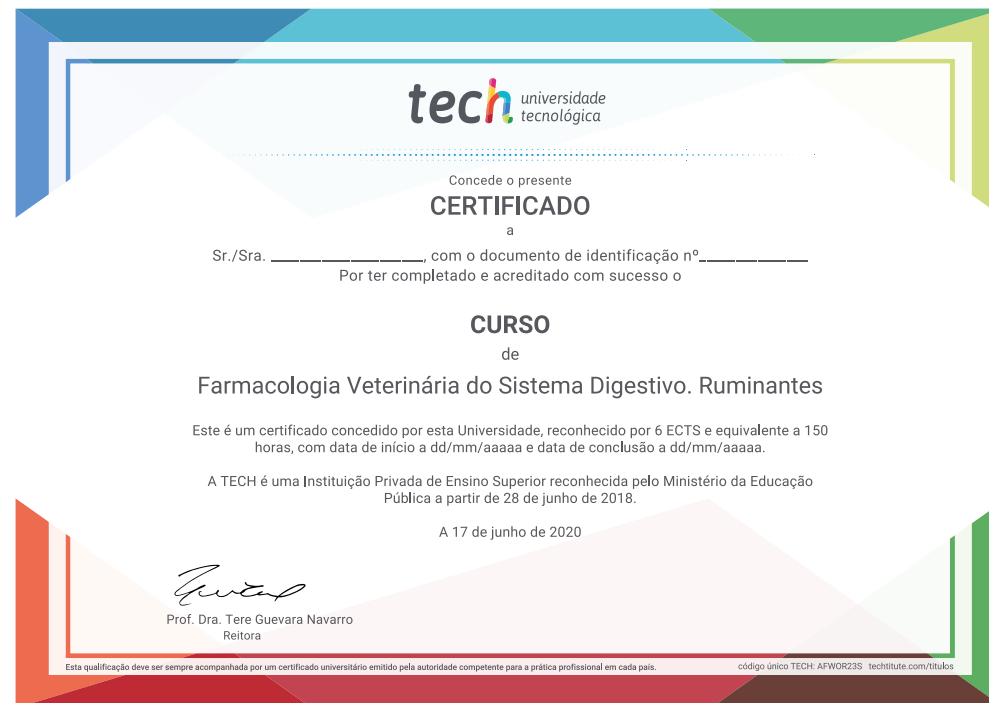 tech universidade
tecnológica
Concede o presente
CERTIFICADO
a
Sr./Sra. _____________, com o documento de identificação nº__________
Por ter completado e acreditado com sucesso o
CURSO
de
Farmacologia Veterinária do Sistema Digestivo. Ruminantes
Este é um certificado concedido por esta Universidade, reconhecido por 6 ECTS e equivalente a 150
horas, com data de início a dd/mm/aaaaa e data de conclusão a dd/mm/aaaaa.
A TECH é uma Instituição Privada de Ensino Superior reconhecida pelo Ministério da Educação
Pública a partir de 28 de junho de 2018.
A 17 de junho de 2020
Prof. Dra. Tere Guevara Navarro
Reitora
Esta qualificação deve ser sempre acompanhada por um certificado universitário emitido pela autoridade competente para a prática profissional em cada país.
código único TECH: AFWOR23S techtitute.com/titulos